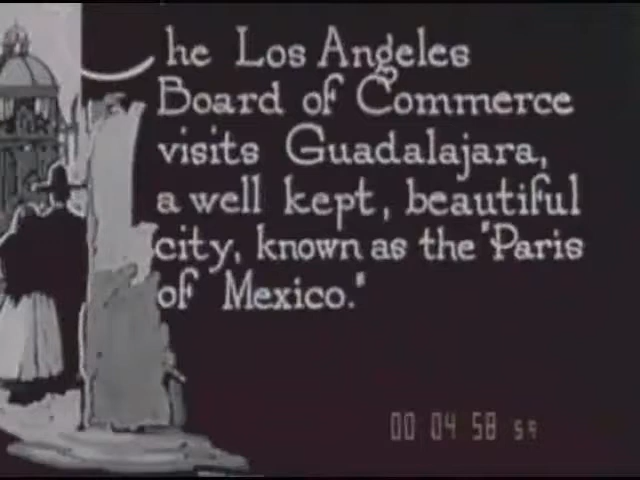 The Los Angeles
Board of Commerce
visits Guadalajara,
a well kept, beautiful
city, known as the "Paris
of Mexico."
00 04 58 59